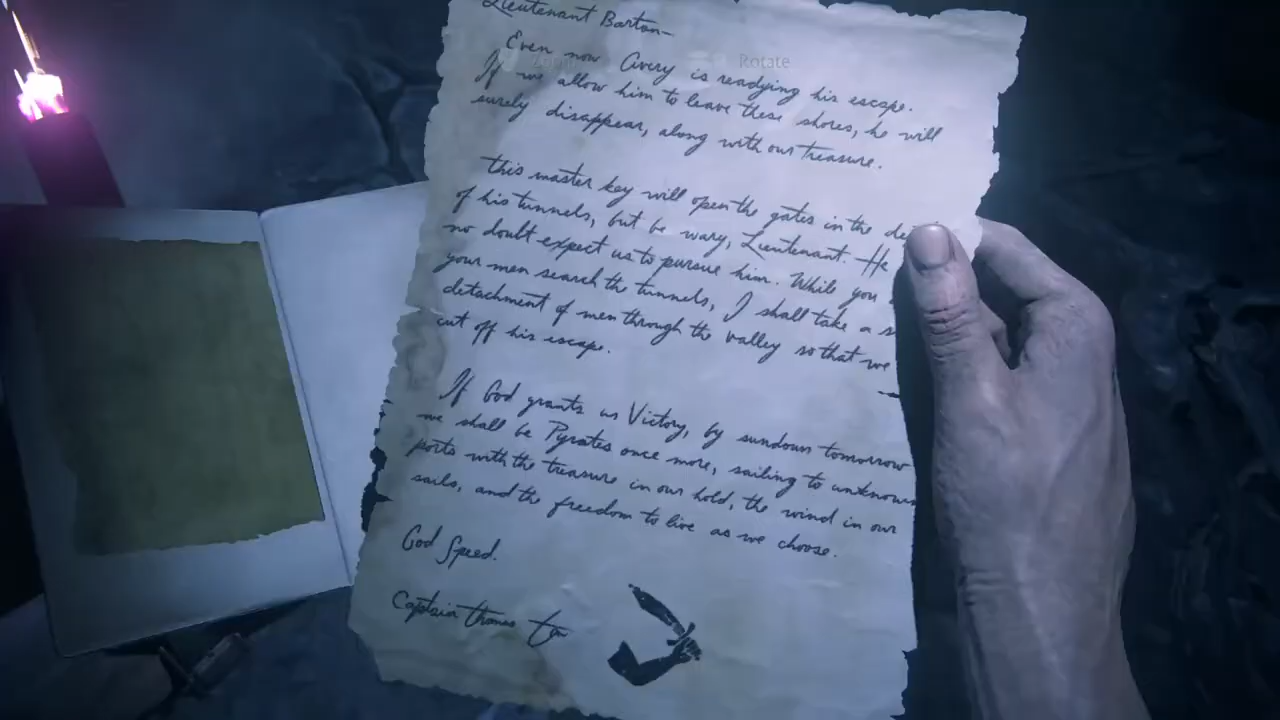 Lieutenant Barton-
Even now Avery is readying his escape.
Zoom Rotate
If we allow him to leave these shores, he will
surely disappear, along with our treasure.
this master key will open the gates in the
of his tunnels, but be wary, Lieutenant. He
no doubt expect us to pursue him. While you
your men search the tunnels, I shall take a
detachment of men through the valley so that we
cut off his escape.
If God grants us Victory, by sundown tomorrow
we shall be Pyrates once more, sailing to unknown
ports with the treasure in our hold, the wind in our
sails, and the freedom to live as we choose.
God Speed.
Captain Thomas Tew